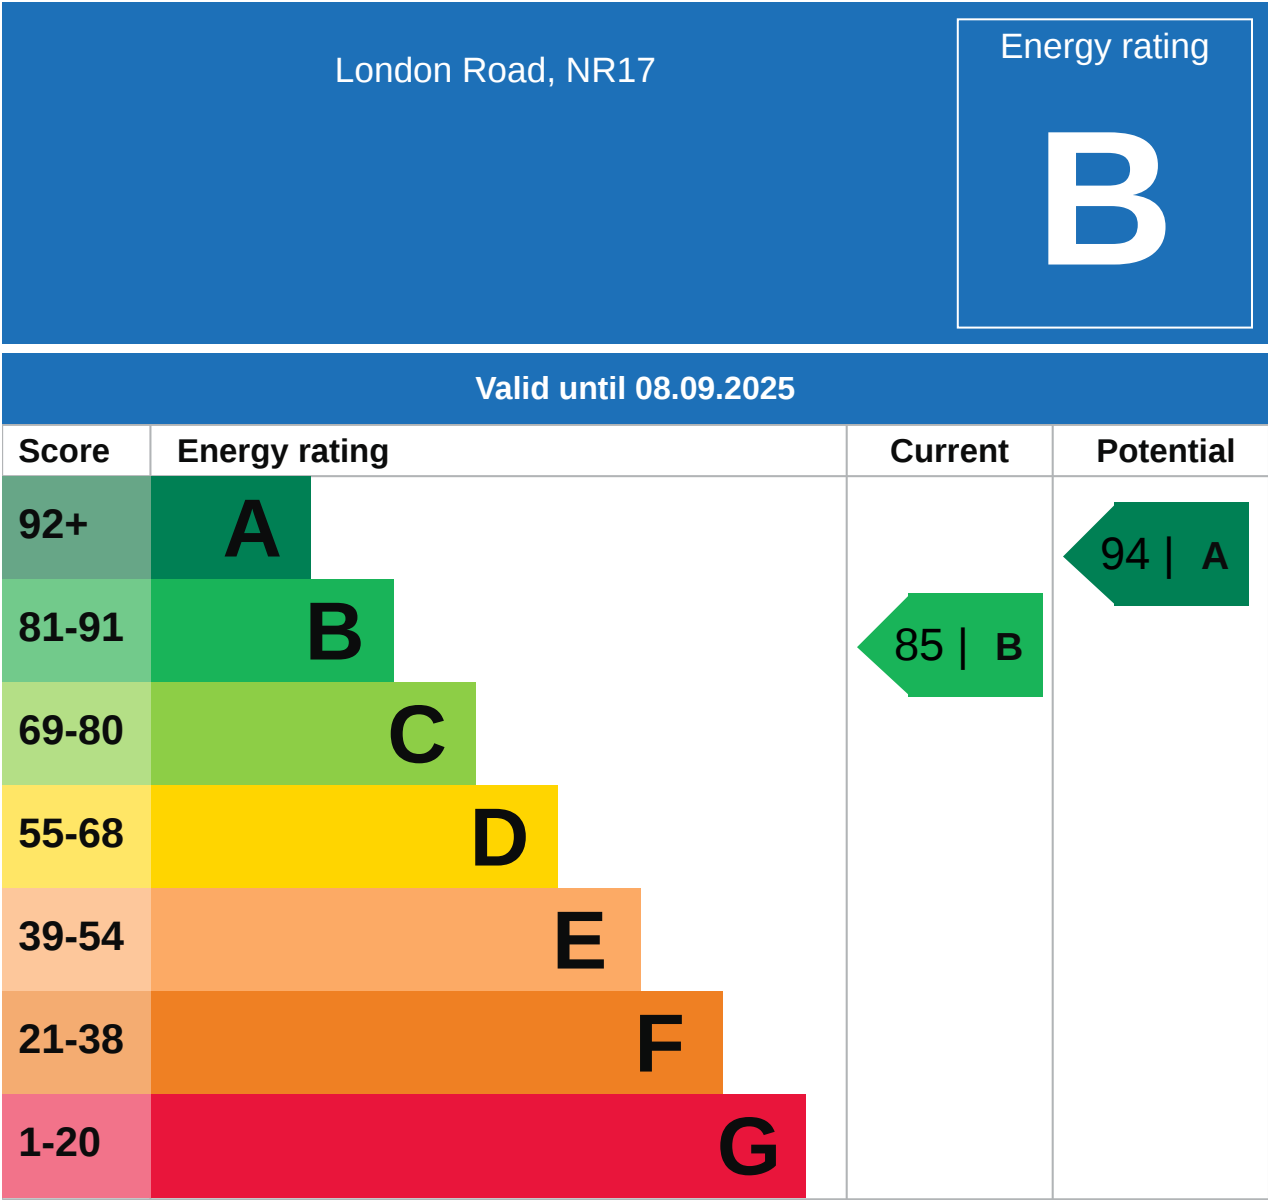 London Road, NR17
Energy rating
B
Valid until 08.09.2025
Score Energy rating Current Potential
92+ A 94 | A
81-91 B 85 | B
69-80 C
55-68 D
39-54 E
21-38 F
1-20 G